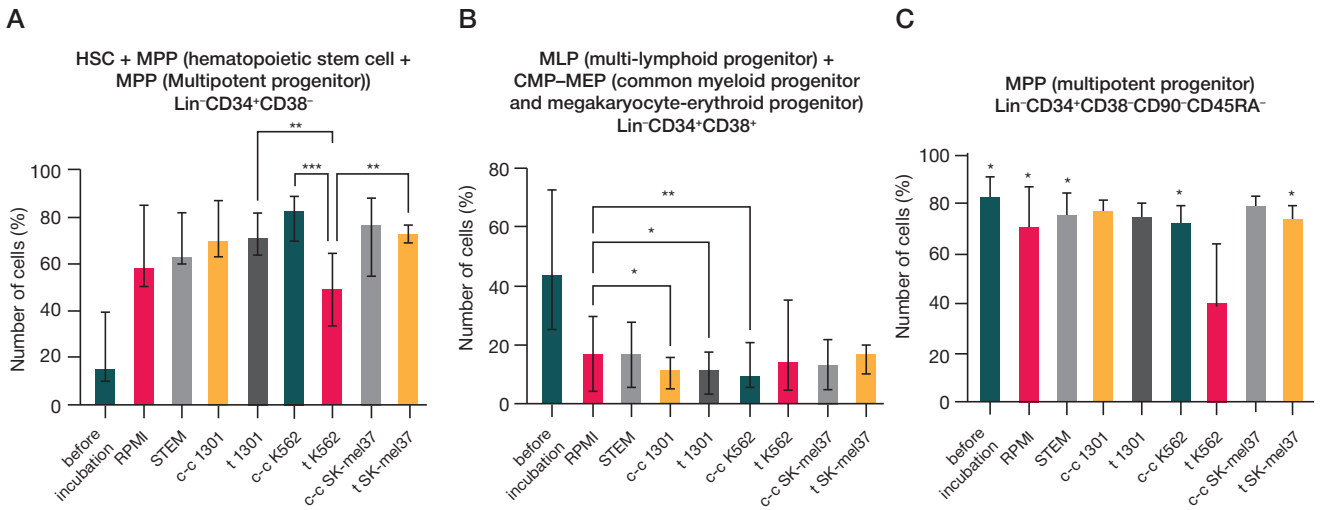 A
HSC + MPP (hematopoietic stem cell +
MPP (Multipotent progenitor))
Lin⁻CD34⁺CD38⁻
Number of cells (%)
100
80
60
40
20
0
**
***
**
before
incubation
RPMI
STEM
c-c 1301
t 1301
c-c K562
t K562
c-c SK-mel37
t SK-mel37
B
MLP (multi-lymphoid progenitor) +
CMP–MEP (common myeloid progenitor
and megakaryocyte-erythroid progenitor)
Lin⁻CD34⁺CD38⁺
Number of cells (%)
80
60
40
20
0
**
*
*
before
incubation
RPMI
STEM
c-c 1301
t 1301
c-c K562
t K562
c-c SK-mel37
t SK-mel37
C
MPP (multipotent progenitor)
Lin⁻CD34⁺CD38⁻CD90⁻CD45RA⁻
Number of cells (%)
100
80
60
40
20
0
*
*
*
*
*
before
incubation
RPMI
STEM
c-c 1301
t 1301
c-c K562
t K562
c-c SK-mel37
t SK-mel37